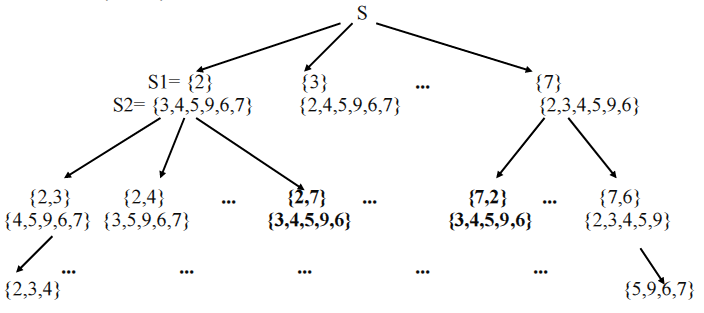 S
S1= {2} {3} ... {7}
S2= {3,4,5,9,6,7} {2,4,5,9,6,7} {2,3,4,5,9,6}
{2,3} {2,4} ... {2,7} ... {7,2} ... {7,6}
{4,5,9,6,7} {3,5,9,6,7} {3,4,5,9,6} {3,4,5,9,6} {2,3,4,5,9}
... ... ... ... ...
{2,3,4} {5,9,6,7}